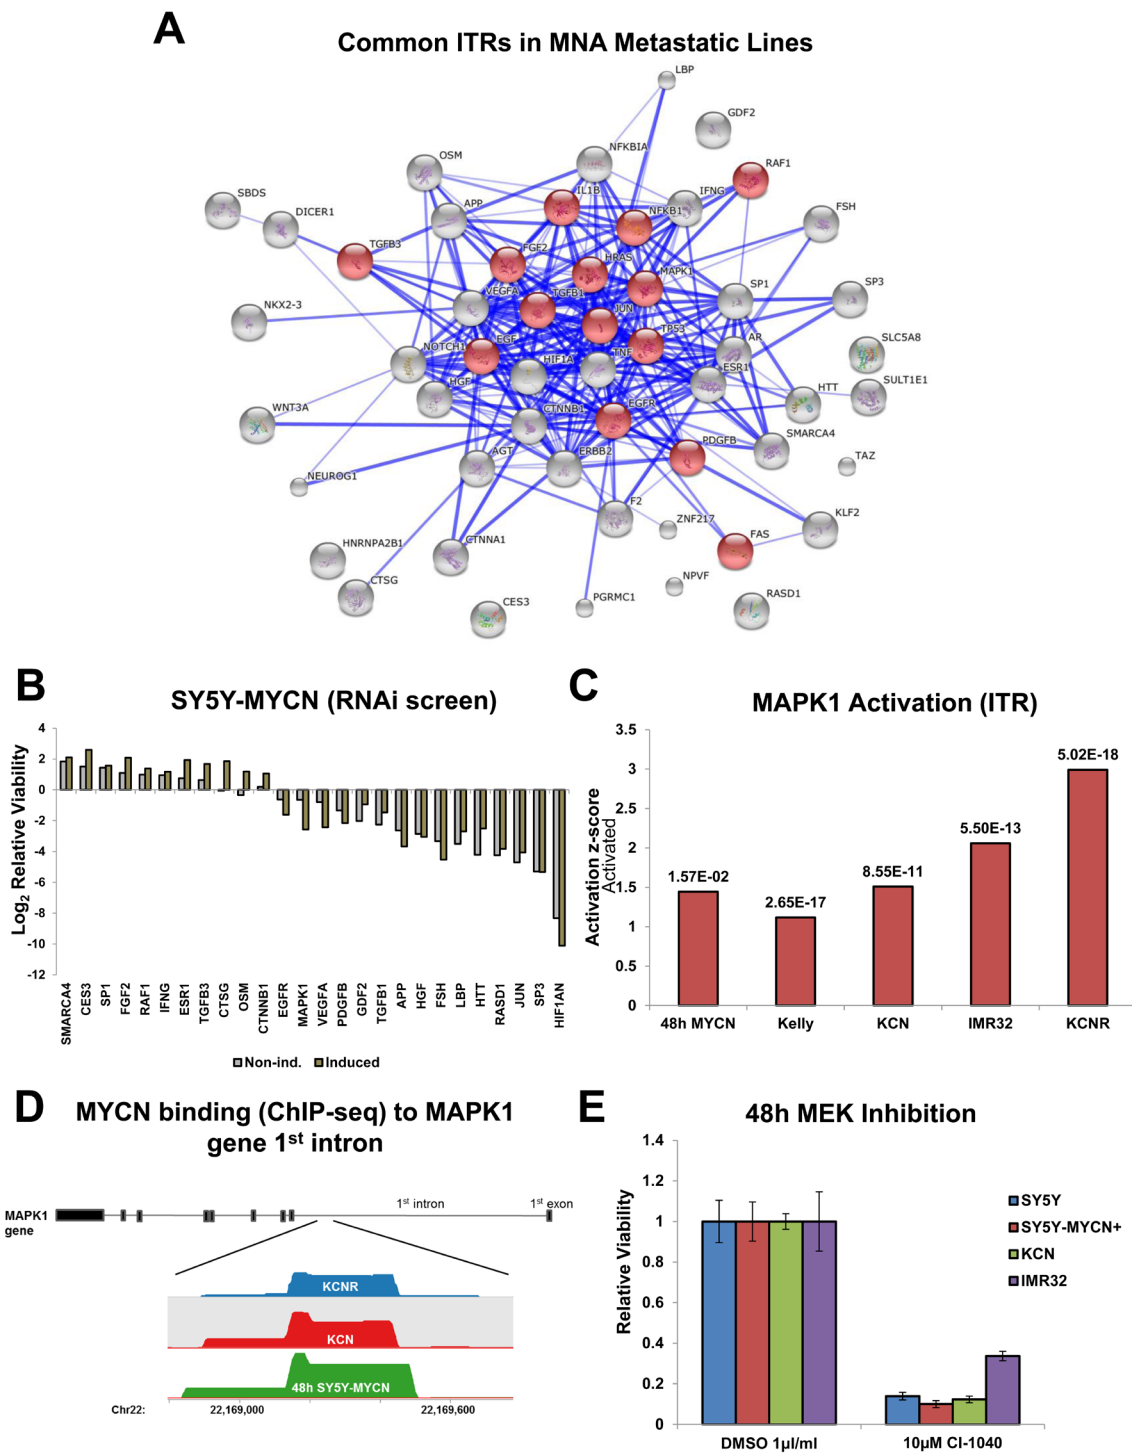 A
Common ITRs in MNA Metastatic Lines
LBP
GDF2
NFKBIA
OSM
RAF1
IL1B
IFNG
SBDS
APP
NFKB1
FSH
DICER1
TGFB3
FGF2
HRAS
MAPK1
SP1
SP3
VEGFA
TGFB1
NKX2-3
JUN
TP53
AR
SLC5A8
NOTCH1
EGF
HIF1A
TNF
ESR1
HGF
HTT
SULT1E1
WNT3A
CTNNB1
EGFR
SMARCA4
PDGFB
AGT
ERBB2
TAZ
NEUROG1
F2
ZNF217
KLF2
FAS
HNRNPA2B1
CTNNA1
CTSG
NPVF
CES3
PGRMC1
RASD1
B
SY5Y-MYCN (RNAi screen)
Log2 Relative Viability
4
2
0
-2
-4
-6
-8
-10
-12
SMARCA4
CES3
SP1
FGF2
RAF1
IFNG
ESR1
TGFB3
CTSG
OSM
CTNNB1
EGFR
MAPK1
VEGFA
PDGFB
GDF2
TGFB1
APP
HGF
FSH
LBP
HTT
RASD1
JUN
SP3
HIF1AN
Non-ind. Induced
C
MAPK1 Activation (ITR)
Activation z-score
Activated
3.5
3
2.5
2
1.5
1
0.5
0
1.57E-02
2.65E-17
8.55E-11
5.50E-13
5.02E-18
48h MYCN Kelly KCN IMR32 KCNR
D
MYCN binding (ChIP-seq) to MAPK1
gene 1st intron
MAPK1
gene
1st intron
1st exon
KCNR
KCN
48h SY5Y-MYCN
Chr22: 22,169,000 22,169,600
E
48h MEK Inhibition
Relative Viability
1.4
1.2
1
0.8
0.6
0.4
0.2
0
SY5Y
SY5Y-MYCN+
KCN
IMR32
DMSO 1µl/ml 10µM CI-1040